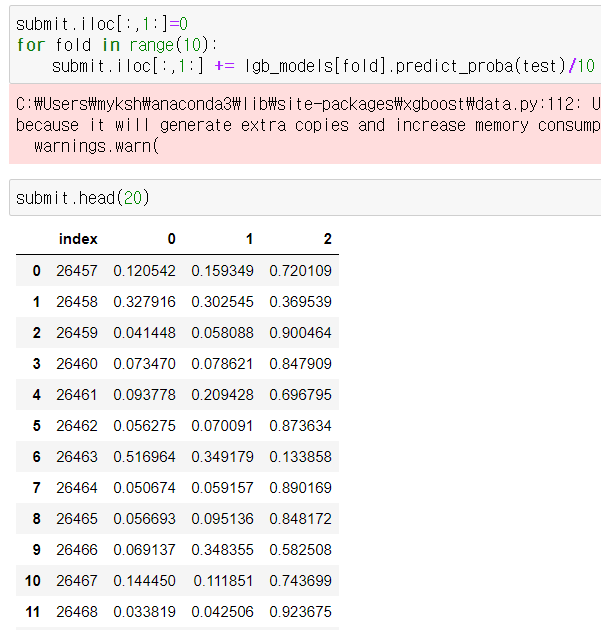 submit.iloc[:,1:]=0
for fold in range(10):
    submit.iloc[:,1:] += lgb_models[fold].predict_proba(test)/10
C:₩Users₩myksh₩anaconda3₩lib₩site-packages₩xgboost₩data.py:112: U
because it will generate extra copies and increase memory consump
  warnings.warn(
submit.head(20)
index 0 1 2
0 26457 0.120542 0.159349 0.720109
1 26458 0.327916 0.302545 0.369539
2 26459 0.041448 0.058088 0.900464
3 26460 0.073470 0.078621 0.847909
4 26461 0.093778 0.209428 0.696795
5 26462 0.056275 0.070091 0.873634
6 26463 0.516964 0.349179 0.133858
7 26464 0.050674 0.059157 0.890169
8 26465 0.056693 0.095136 0.848172
9 26466 0.069137 0.348355 0.582508
10 26467 0.144450 0.111851 0.743699
11 26468 0.033819 0.042506 0.923675